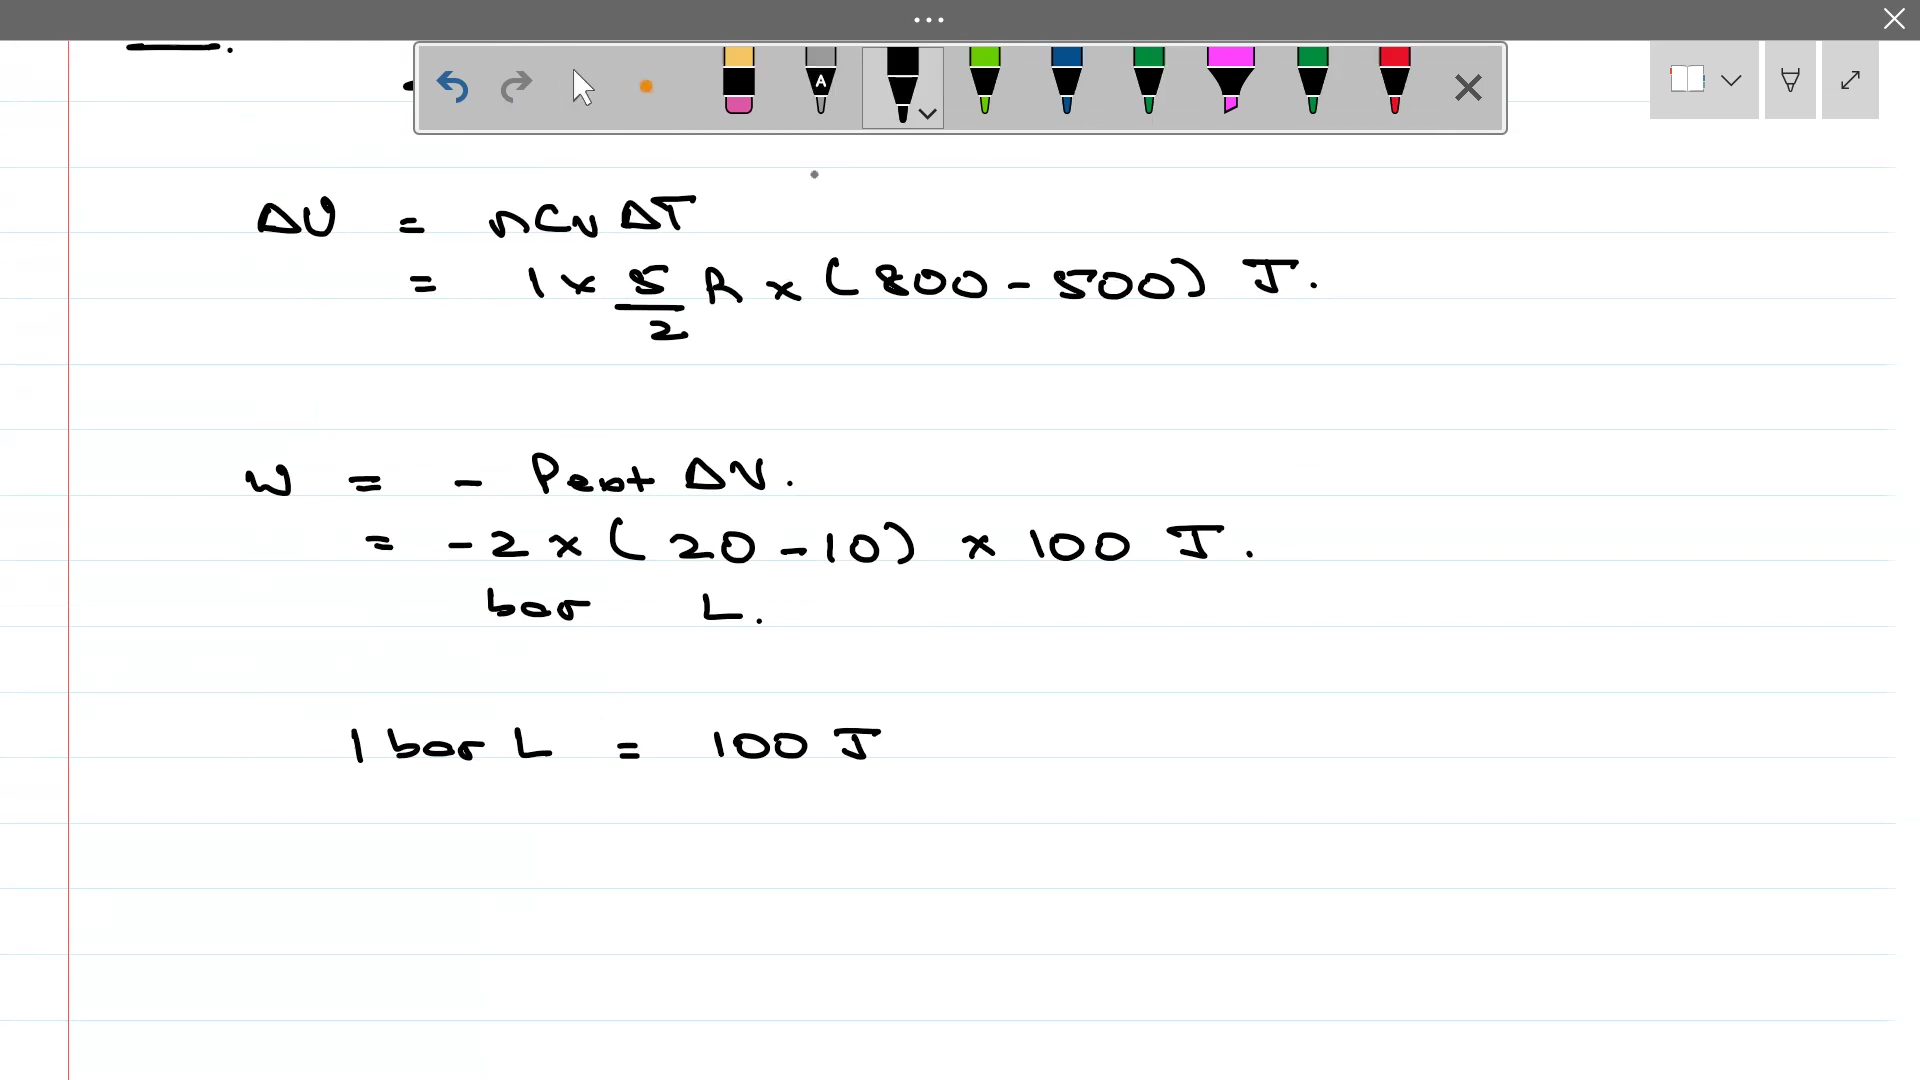 ΔU = nCv ΔT
= 1 × 5/2 R × (800 - 500) J.
W = - Pext ΔV.
= -2 × (20 - 10) × 100 J.
bar L.
1 bar L = 100 J